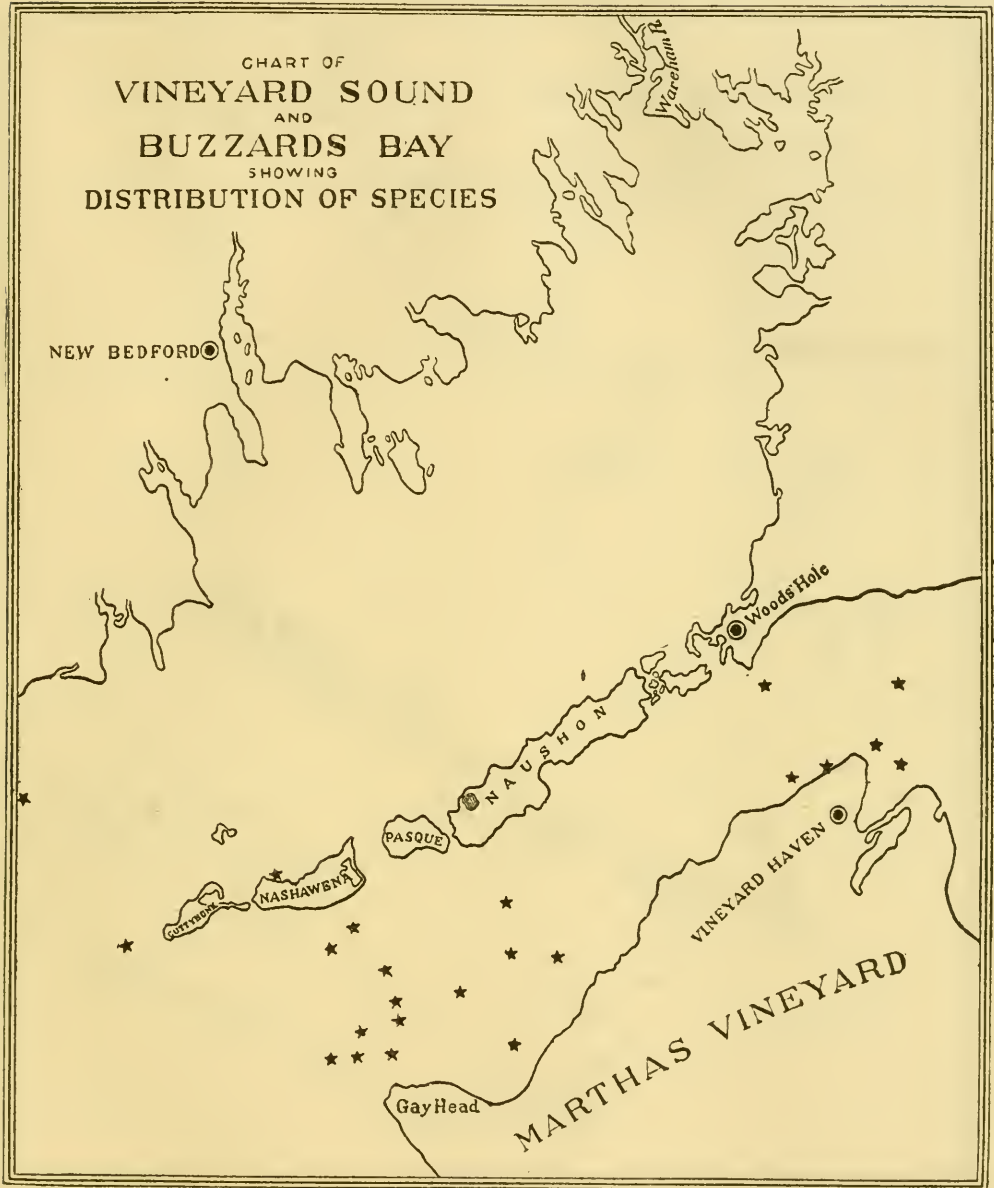 CHART OF
VINEYARD SOUND
AND
BUZZARDS BAY
SHOWING
DISTRIBUTION OF SPECIES
Wareham R.
NEW BEDFORD
Woods' Hole
NAUSHON
PASQUE
NASHAWENA
CUTTYHUNK
VINEYARD HAVEN
MARTHAS VINEYARD
Gay Head